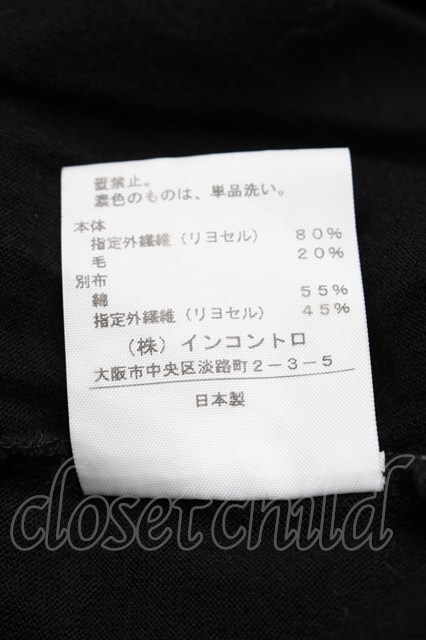 置禁止。
濃色のものは、単品洗い。
本体
指定外繊維（リヨセル） 80%
毛 20%
別布
綿 55%
指定外繊維（リヨセル） 45%
（株）インコントロ
大阪市中央区淡路町2－3－5
日本製
closet child